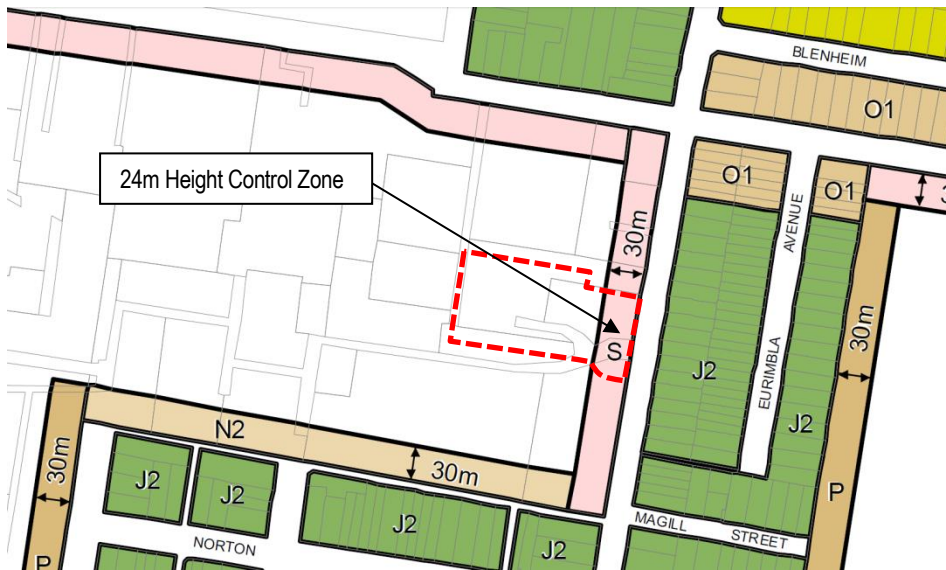 BLENHEIM
O1
24m Height Control Zone
O1
O1
3
AVENUE
30m
S
30m
EURIMBLA
J2
J2
N2
30m
30m
J2
J2
J2
J2
P
MAGILL
STREET
NORTON
P